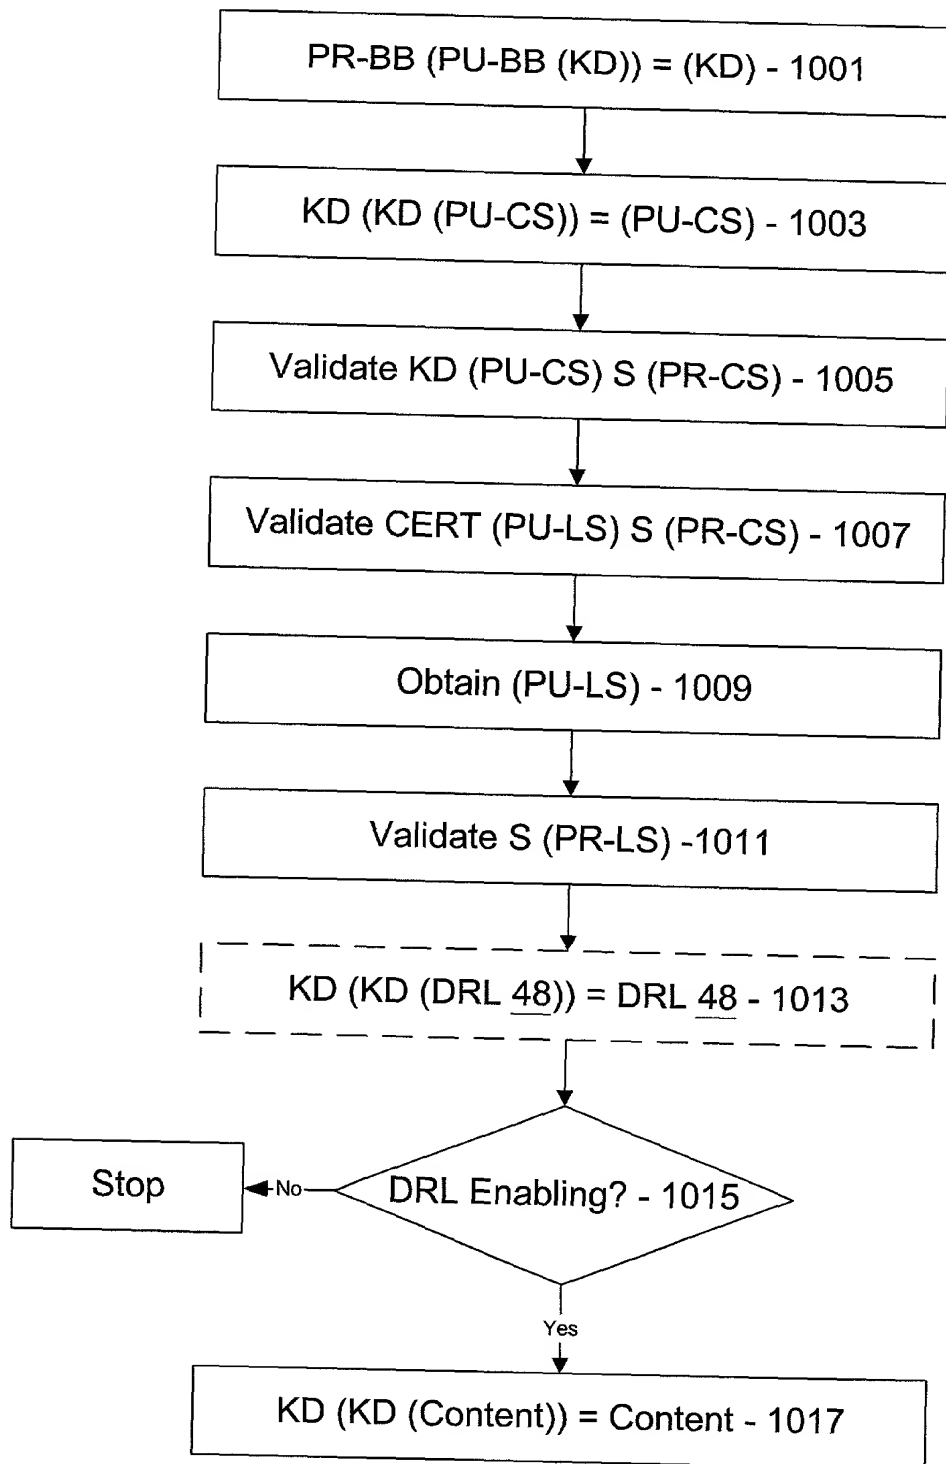 PR-BB (PU-BB (KD)) = (KD) - 1001
KD (KD (PU-CS)) = (PU-CS) - 1003
Validate KD (PU-CS) S (PR-CS) - 1005
Validate CERT (PU-LS) S (PR-CS) - 1007
Obtain (PU-LS) - 1009
Validate S (PR-LS) -1011
KD (KD (DRL 48)) = DRL 48 - 1013
DRL Enabling? - 1015
No
Stop
Yes
KD (KD (Content)) = Content - 1017